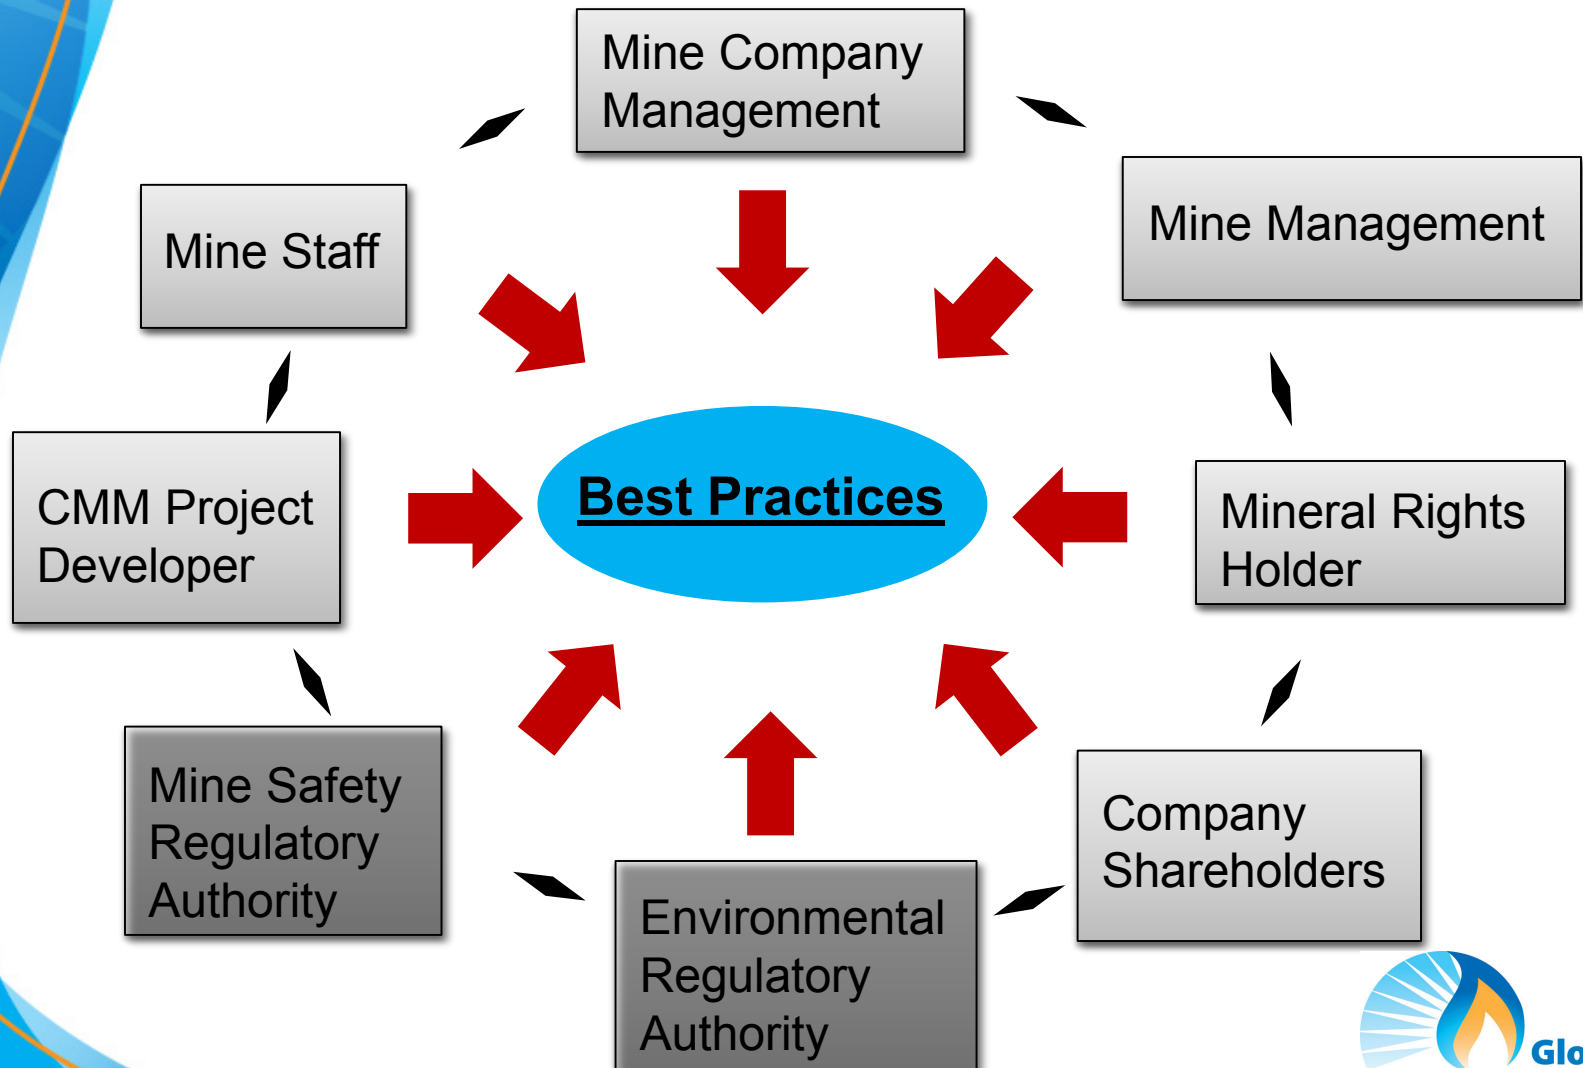 Mine Company
Management
Mine Staff
Mine Management
Best Practices
CMM Project
Developer
Mineral Rights
Holder
Mine Safety
Regulatory
Authority
Company
Shareholders
Environmental
Regulatory
Authority
Glo